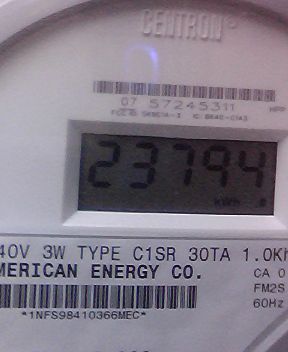 CENTRON®
07 57245311
23794
kWh
40V 3W TYPE C1SR 30TA 1.0Kh
MERICAN ENERGY CO.
CA 0
FM2S
60Hz
*1NFS98410366MEC*